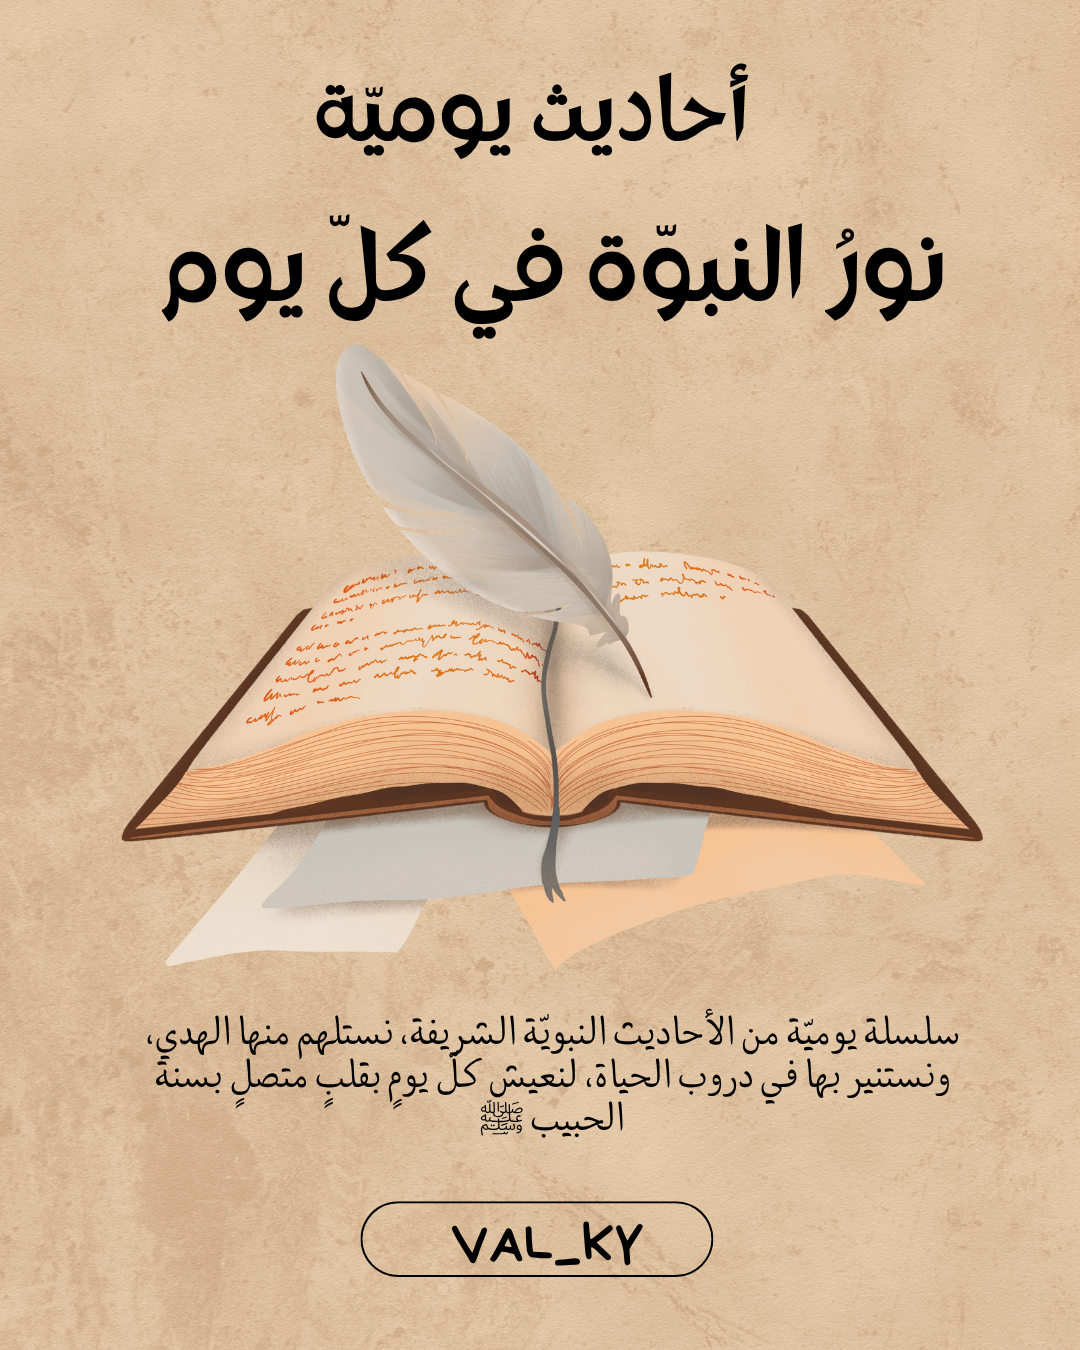 أحاديث يوميّة
نورُ النبوّة في كلّ يوم
سلسلة يوميّة من الأحاديث النبويّة الشريفة، نستلهم منها الهدي،
ونستنير بها في دروب الحياة، لنعيش كلّ يومٍ بقلبٍ متصلٍ بسنة
الحبيب ﷺ
VAL_KY